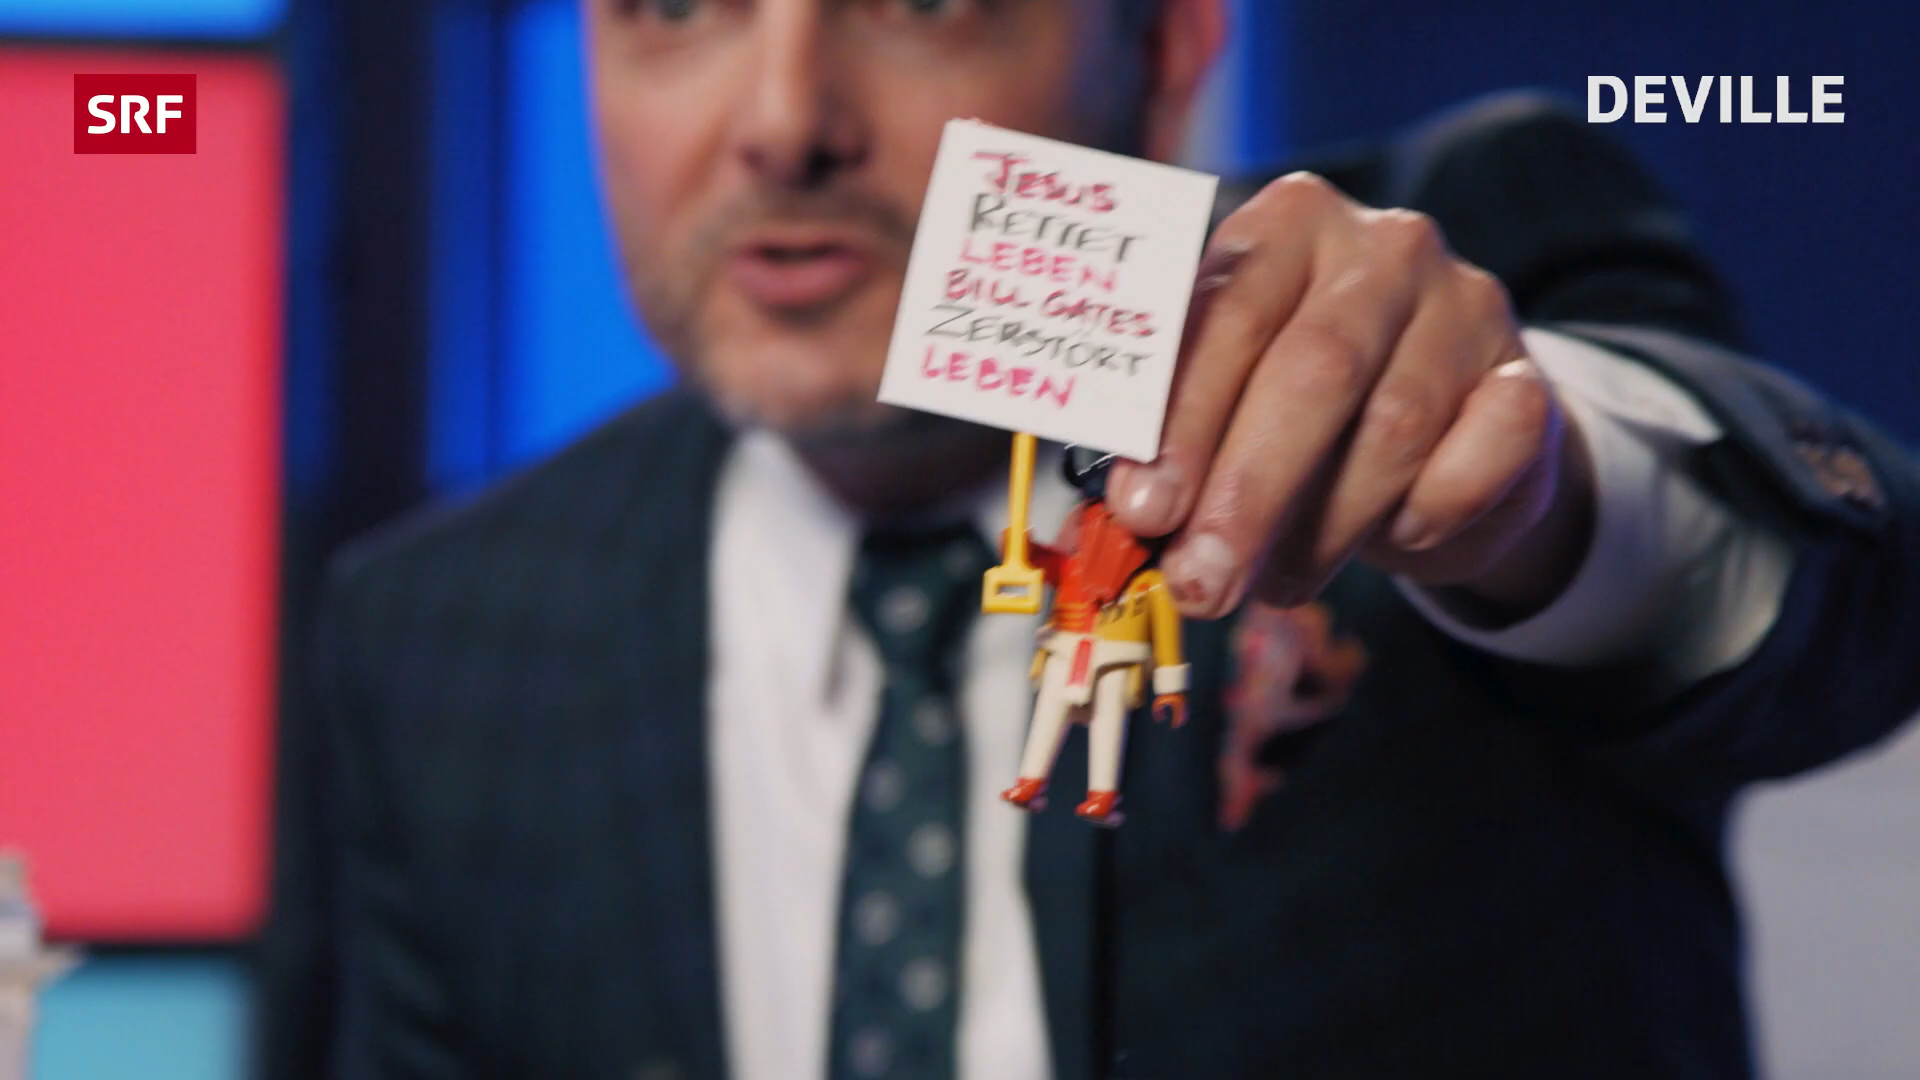 SRF
DEVILLE
JESUS
RETTET
LEBEN
BILL GATES
ZERSTÖRT
LEBEN